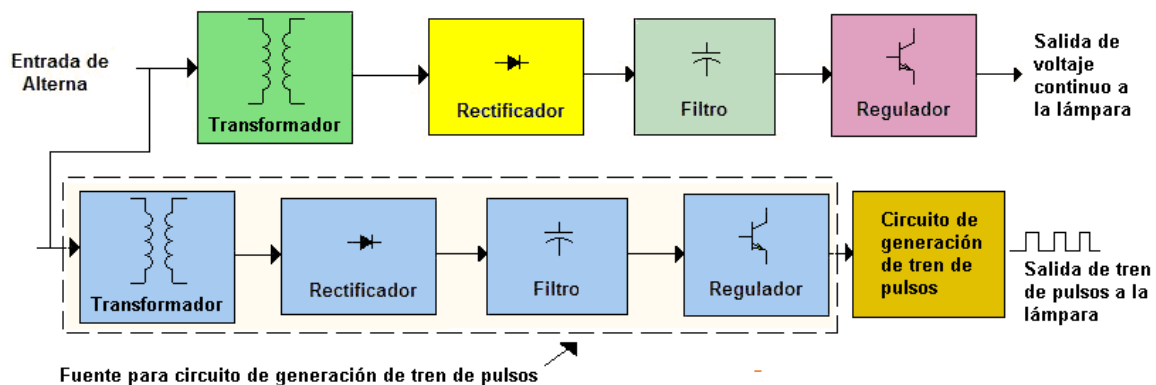 Entrada de
Alterna
Transformador
Rectificador
Filtro
Regulador
Salida de
voltaje
continuo a
la lámpara
Transformador
Rectificador
Filtro
Regulador
Circuito de
generación
de tren de
pulsos
Salida de tren
de pulsos a la
lámpara
Fuente para circuito de generación de tren de pulsos